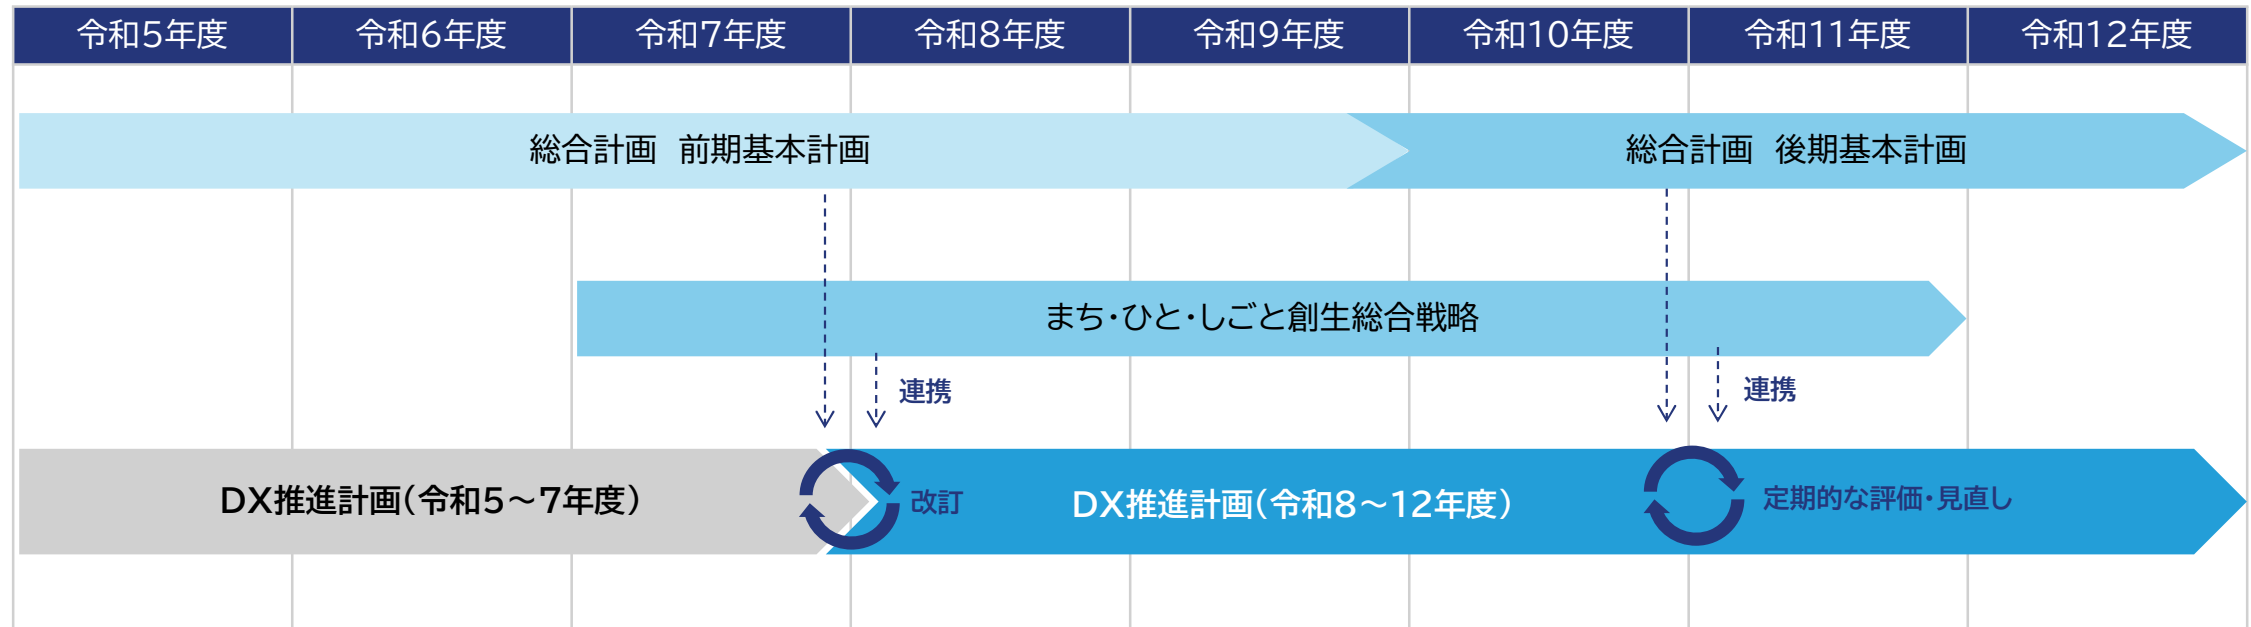 令和5年度 令和6年度 令和7年度 令和8年度 令和9年度 令和10年度 令和11年度 令和12年度
総合計画　前期基本計画
総合計画　後期基本計画
まち・ひと・しごと創生総合戦略
連携
連携
DX推進計画(令和5～7年度)
改訂
DX推進計画(令和8～12年度)
定期的な評価・見直し